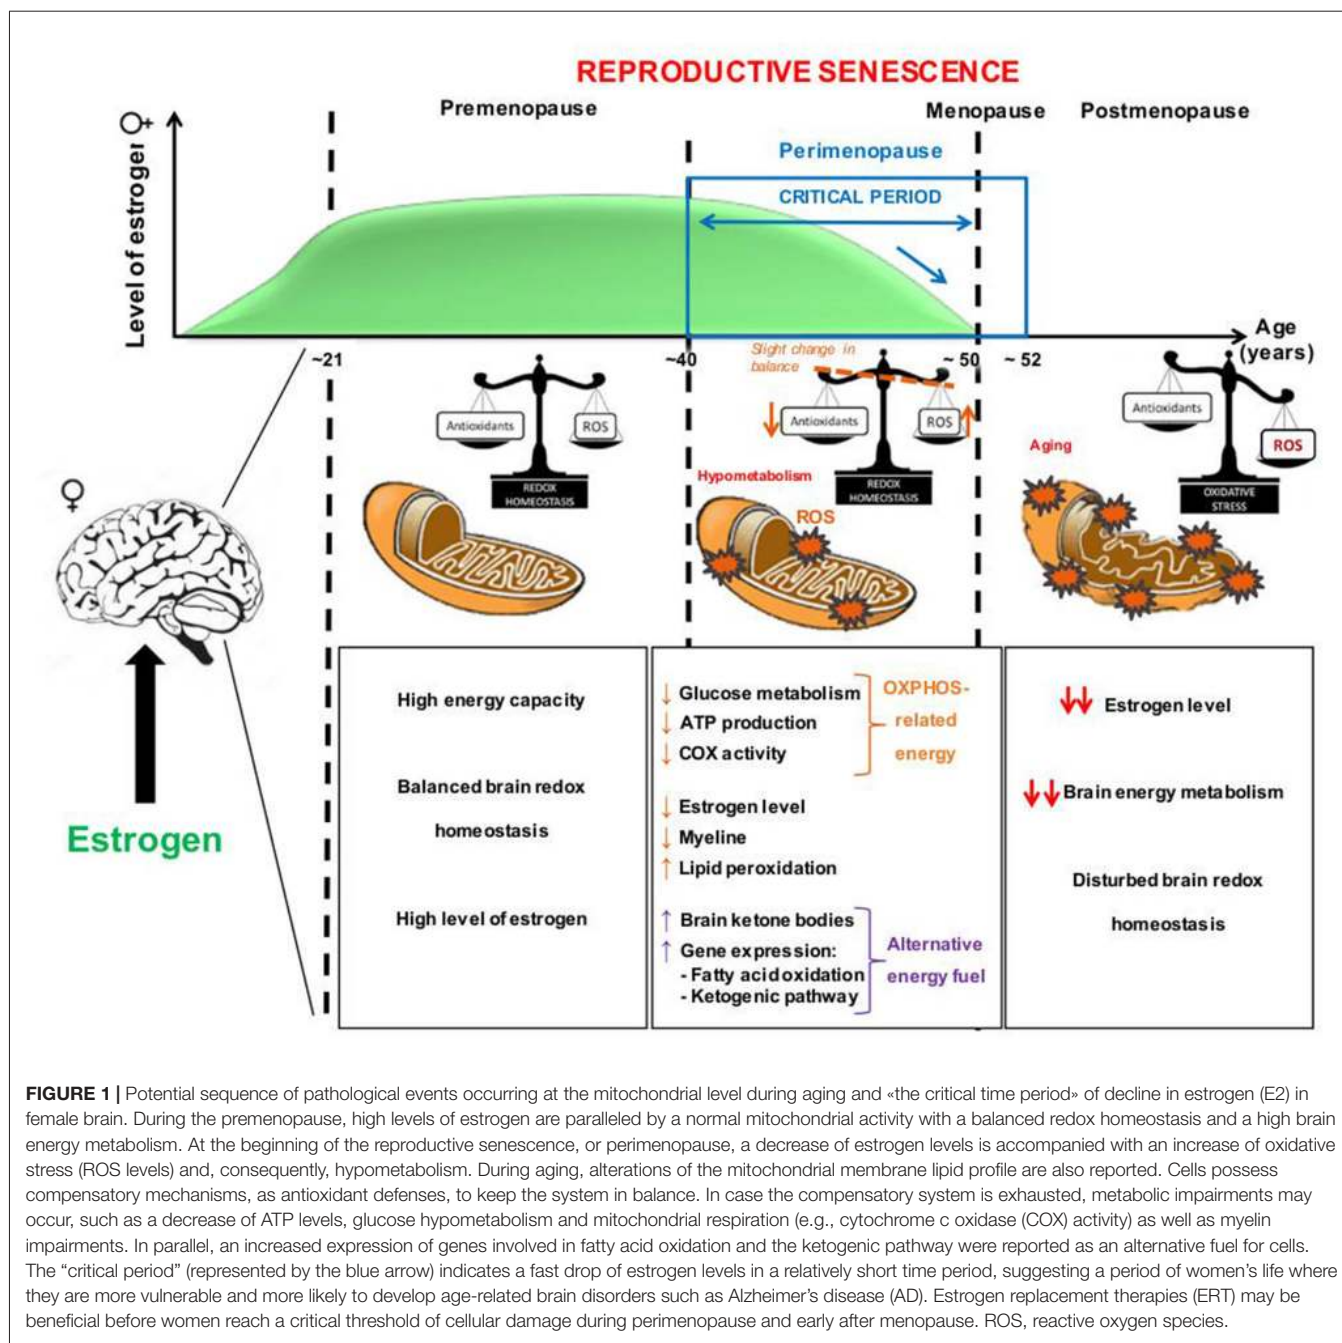 REPRODUCTIVE SENESCENCE
Premenopause
Menopause
Postmenopause
Perimenopause
CRITICAL PERIOD
Level of estroger
Age
(years)
~21
~40
~ 50
~ 52
Slight change in
balance
Antioxidants
ROS
REDOX
HOMEOSTASIS
Antioxidants
ROS
REDOX
HOMEOSTASIS
Antioxidants
ROS
OXIDATIVE
STRESS
Hypometabolism
ROS
Aging
Estrogen
High energy capacity
Balanced brain redox
homeostasis
High level of estrogen
↓ Glucose metabolism
↓ ATP production
↓ COX activity
OXPHOS-
related
energy
↓ Estrogen level
↓ Myeline
↑ Lipid peroxidation
↑ Brain ketone bodies
↑ Gene expression:
- Fatty acid oxidation
- Ketogenic pathway
Alternative
energy fuel
↓↓ Estrogen level
↓↓ Brain energy metabolism
Disturbed brain redox
homeostasis
FIGURE 1 | Potential sequence of pathological events occurring at the mitochondrial level during aging and «the critical time period» of decline in estrogen (E2) in
female brain. During the premenopause, high levels of estrogen are paralleled by a normal mitochondrial activity with a balanced redox homeostasis and a high brain
energy metabolism. At the beginning of the reproductive senescence, or perimenopause, a decrease of estrogen levels is accompanied with an increase of oxidative
stress (ROS levels) and, consequently, hypometabolism. During aging, alterations of the mitochondrial membrane lipid profile are also reported. Cells possess
compensatory mechanisms, as antioxidant defenses, to keep the system in balance. In case the compensatory system is exhausted, metabolic impairments may
occur, such as a decrease of ATP levels, glucose hypometabolism and mitochondrial respiration (e.g., cytochrome c oxidase (COX) activity) as well as myelin
impairments. In parallel, an increased expression of genes involved in fatty acid oxidation and the ketogenic pathway were reported as an alternative fuel for cells.
The “critical period” (represented by the blue arrow) indicates a fast drop of estrogen levels in a relatively short time period, suggesting a period of women’s life where
they are more vulnerable and more likely to develop age-related brain disorders such as Alzheimer’s disease (AD). Estrogen replacement therapies (ERT) may be
beneficial before women reach a critical threshold of cellular damage during perimenopause and early after menopause. ROS, reactive oxygen species.